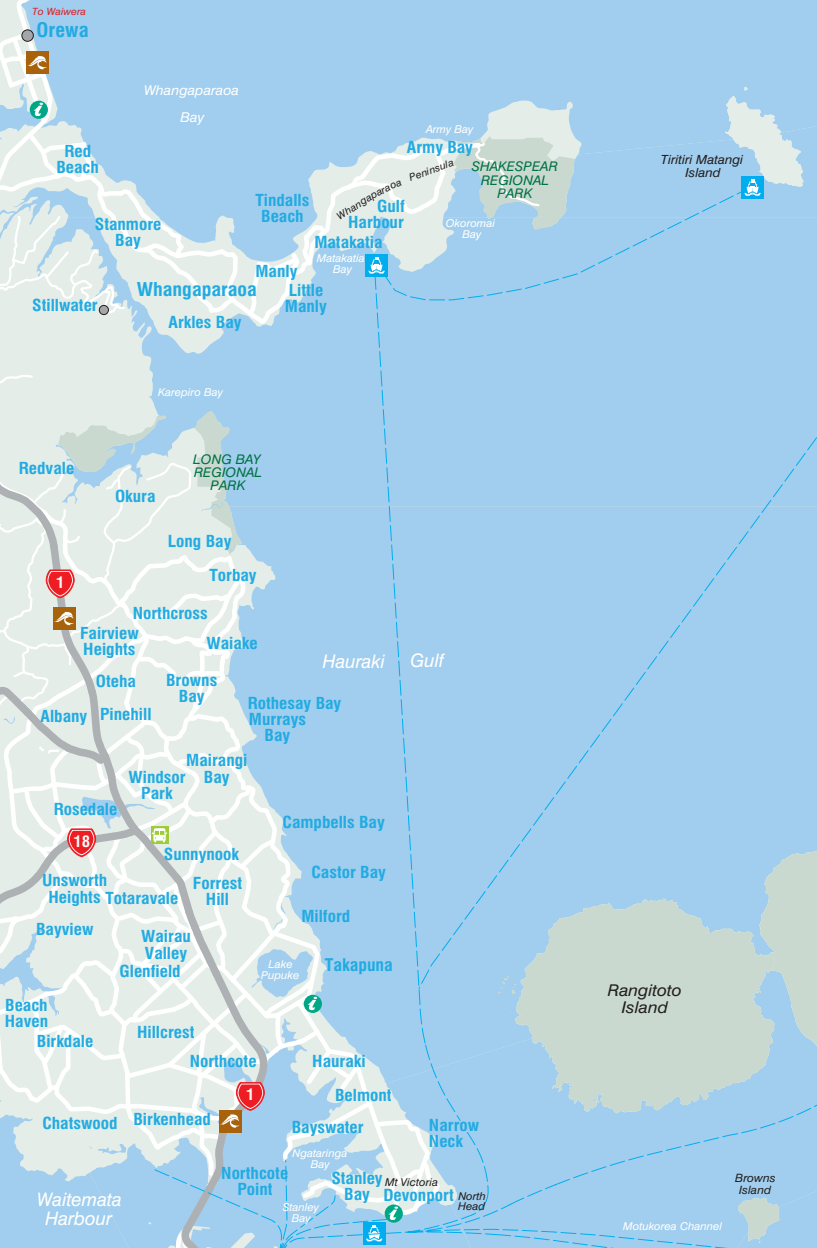 To Waiwera
Orewa
Whangaparaoa
Bay
Red
Beach
Army Bay
Army Bay
SHAKESPEAR
REGIONAL
PARK
Tiritiri Matangi
Island
Whangaparaoa Peninsula
Tindalls
Beach
Gulf
Harbour
Okoromai
Bay
Stanmore
Bay
Matakatia
Matakatia
Bay
Manly
Whangaparaoa
Little
Manly
Stillwater
Arkles Bay
Karepiro Bay
LONG BAY
REGIONAL
PARK
Redvale
Okura
Long Bay
Torbay
1
Northcross
Fairview
Heights
Waiake
Hauraki Gulf
Oteha
Browns
Bay
Rothesay Bay
Murrays
Bay
Albany
Pinehill
Mairangi
Bay
Windsor
Park
Rosedale
Campbells Bay
18
Sunnynook
Castor Bay
Unsworth
Heights
Totaravale
Forrest
Hill
Milford
Bayview
Wairau
Valley
Glenfield
Lake
Pupuke
Takapuna
Rangitoto
Island
Beach
Haven
Birkdale
Hillcrest
Northcote
Hauraki
1
Belmont
Chatswood
Birkenhead
Bayswater
Narrow
Neck
Ngataringa
Bay
Northcote
Point
Stanley
Bay
Mt Victoria
Devonport
North
Head
Browns
Island
Waitemata
Harbour
Stanley
Bay
Motukorea Channel